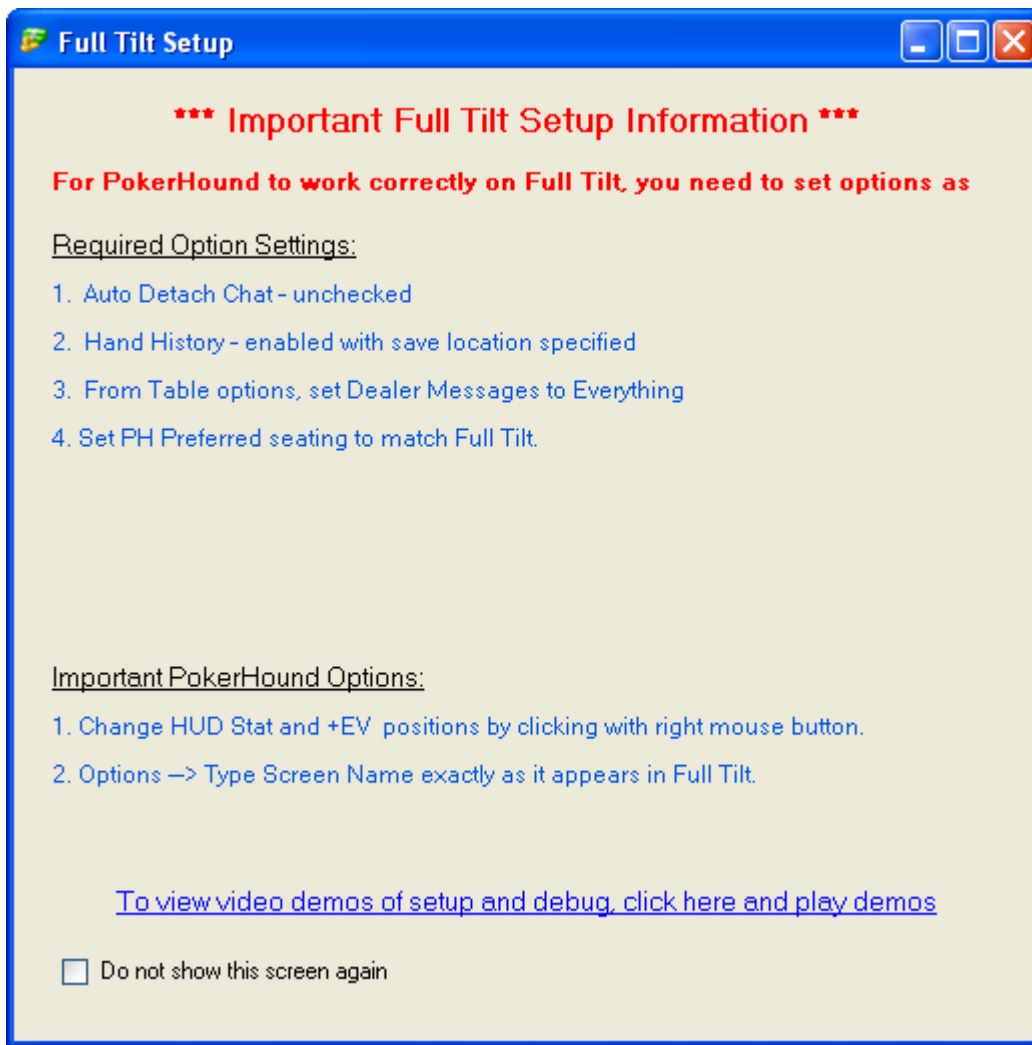 Full Tilt Setup
*** Important Full Tilt Setup Information ***
For PokerHound to work correctly on Full Tilt, you need to set options as
Required Option Settings:
1. Auto Detach Chat - unchecked
2. Hand History - enabled with save location specified
3. From Table options, set Dealer Messages to Everything
4. Set PH Preferred seating to match Full Tilt.
Important PokerHound Options:
1. Change HUD Stat and +EV positions by clicking with right mouse button.
2. Options --> Type Screen Name exactly as it appears in Full Tilt.
To view video demos of setup and debug, click here and play demos
Do not show this screen again